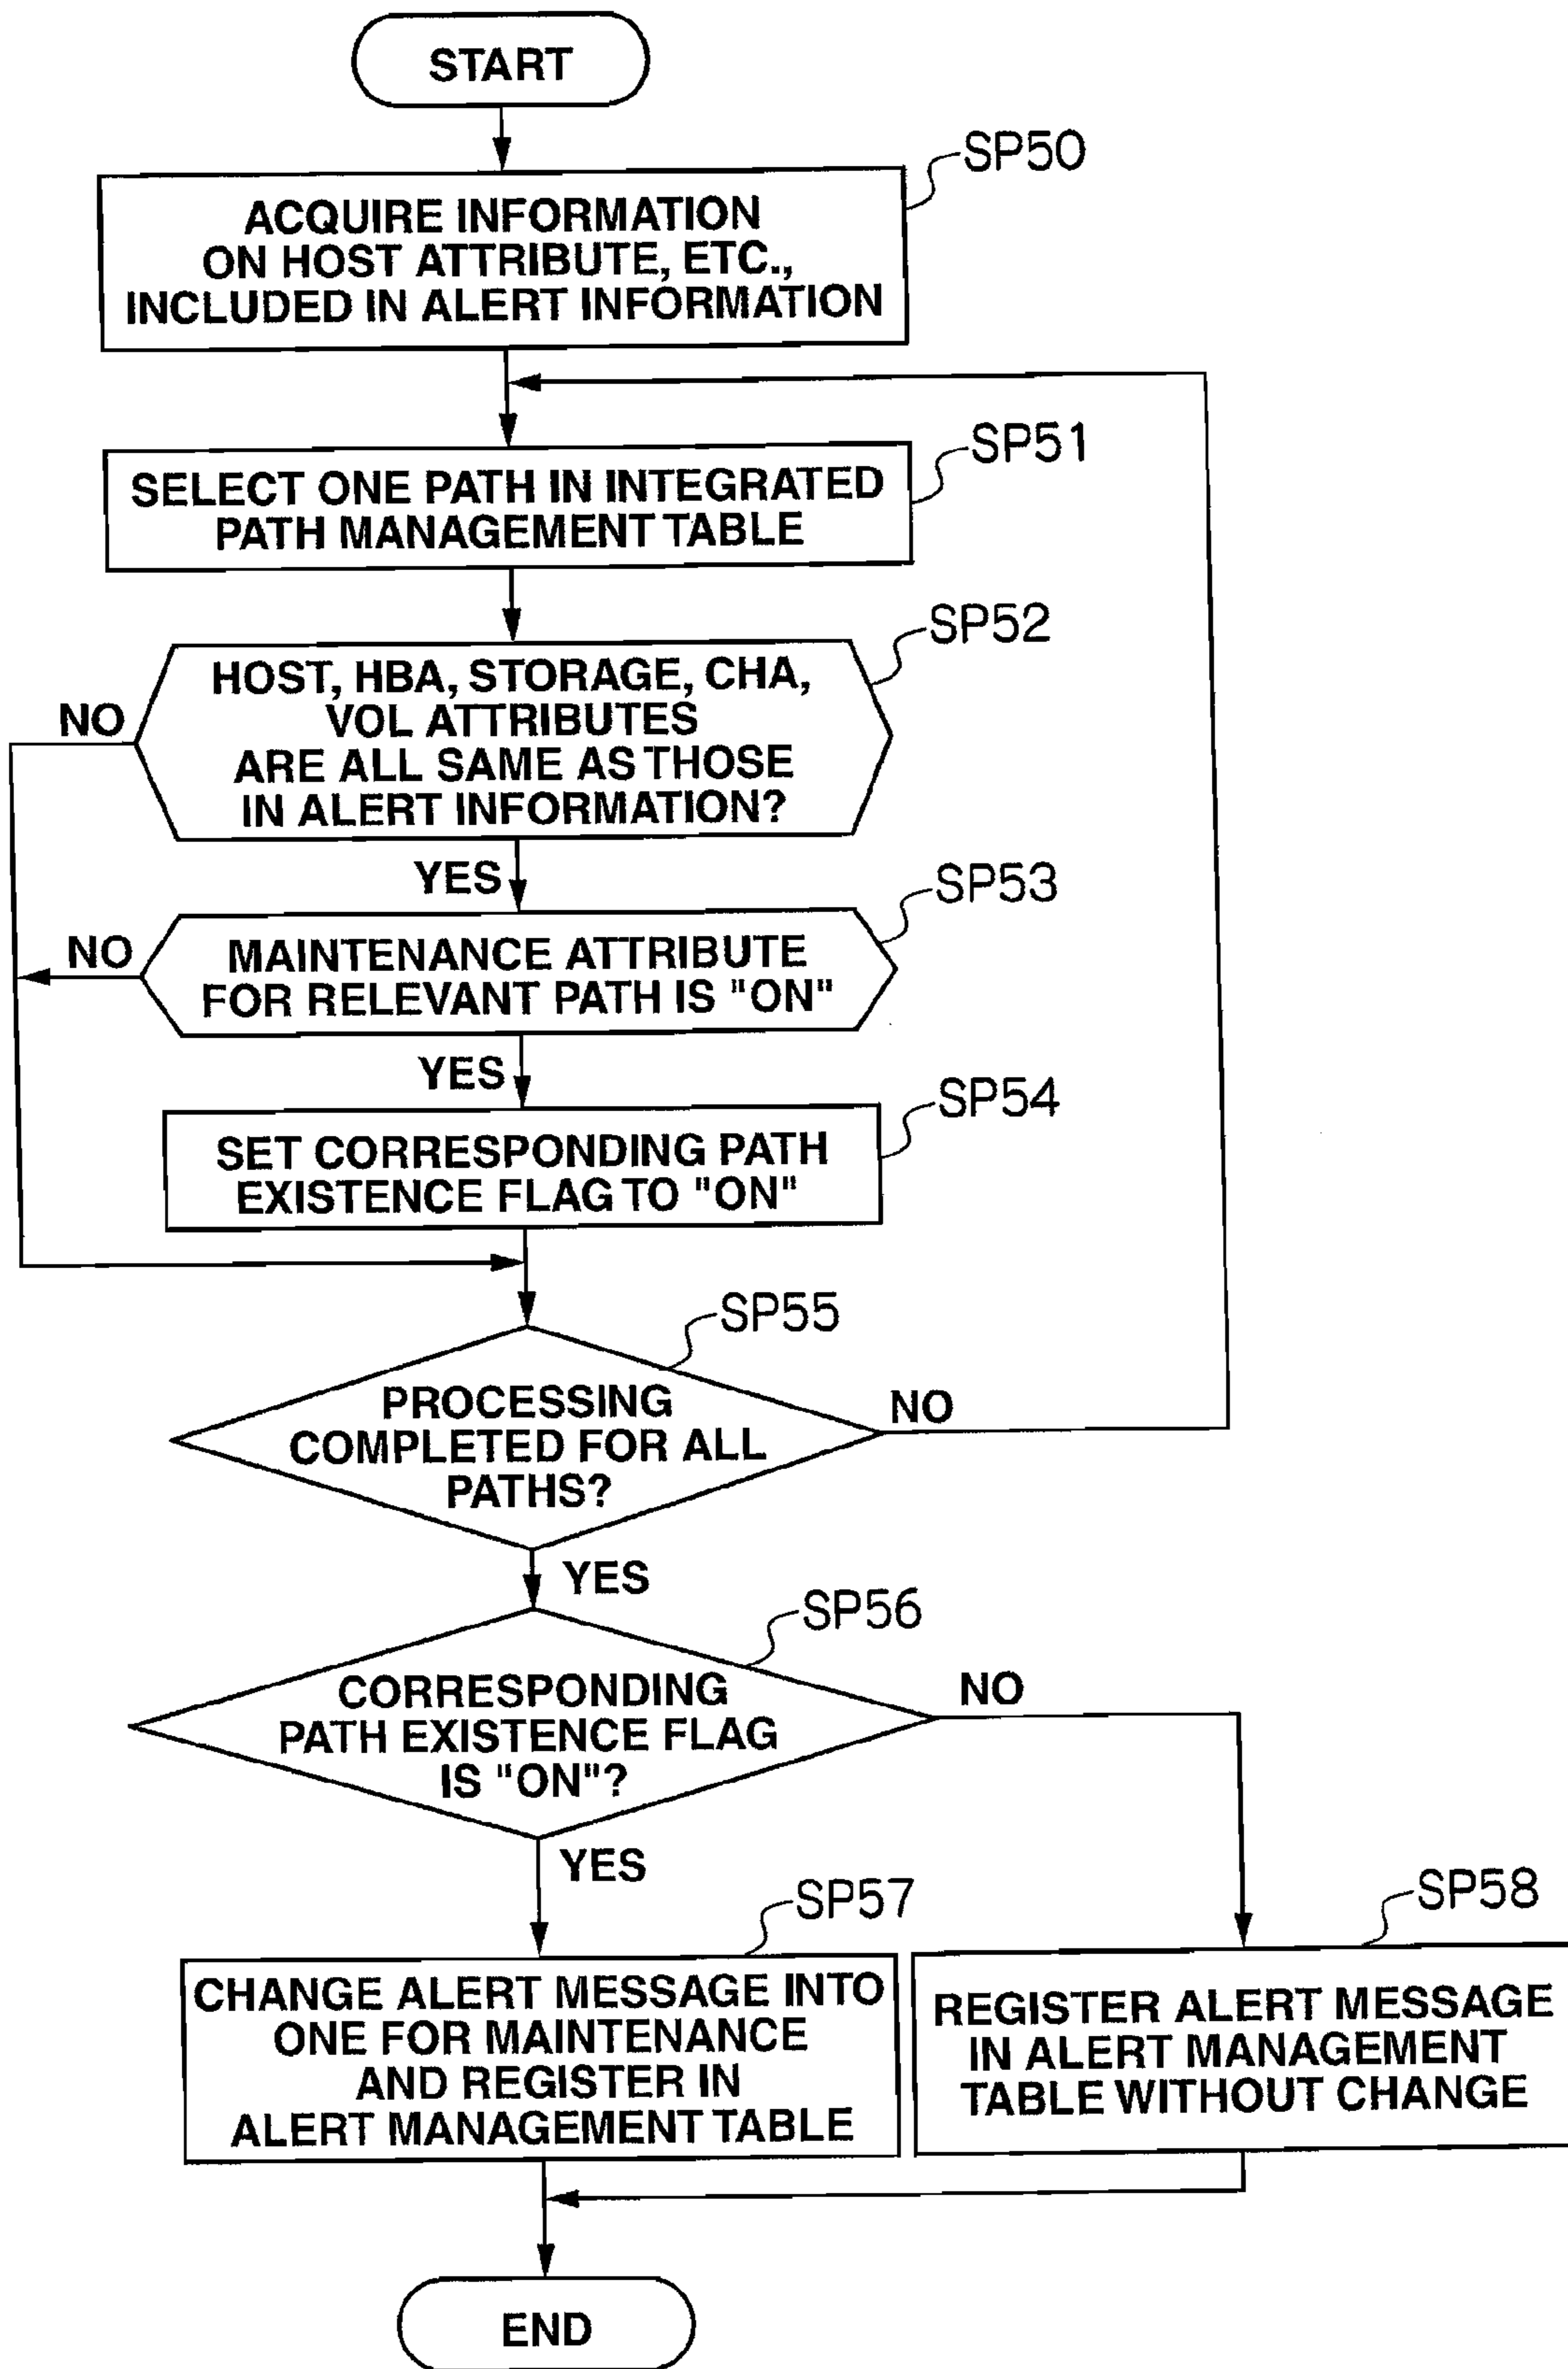 START
SP50
ACQUIRE INFORMATION
ON HOST ATTRIBUTE, ETC.,
INCLUDED IN ALERT INFORMATION
SP51
SELECT ONE PATH IN INTEGRATED
PATH MANAGEMENT TABLE
SP52
HOST, HBA, STORAGE, CHA,
VOL ATTRIBUTES
ARE ALL SAME AS THOSE
IN ALERT INFORMATION?
NO
YES
SP53
MAINTENANCE ATTRIBUTE
FOR RELEVANT PATH IS "ON"
NO
YES
SP54
SET CORRESPONDING PATH
EXISTENCE FLAG TO "ON"
SP55
PROCESSING
COMPLETED FOR ALL
PATHS?
NO
YES
SP56
CORRESPONDING
PATH EXISTENCE FLAG
IS "ON"?
NO
YES
SP57
CHANGE ALERT MESSAGE INTO
ONE FOR MAINTENANCE
AND REGISTER IN
ALERT MANAGEMENT TABLE
SP58
REGISTER ALERT MESSAGE
IN ALERT MANAGEMENT
TABLE WITHOUT CHANGE
END